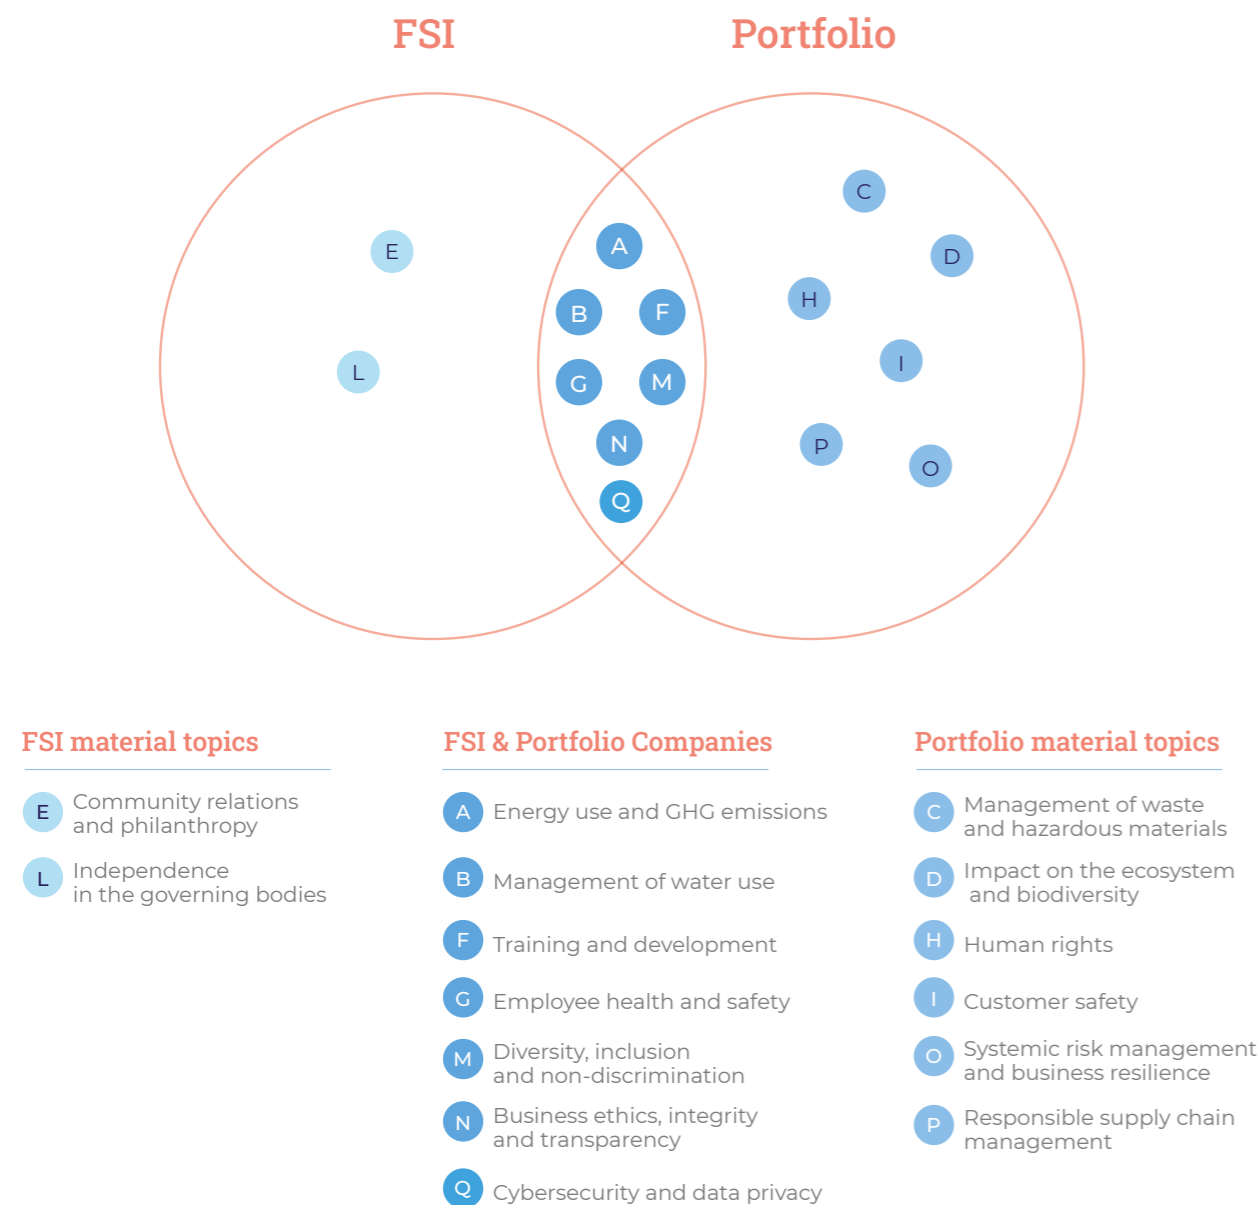 FSI
Portfolio
C
E
A
D
B
F
H
L
G
M
I
N
P
O
Q
FSI material topics
E
Community relations
and philanthropy
L
Independence
in the governing bodies
FSI & Portfolio Companies
A
Energy use and GHG emissions
B
Management of water use
F
Training and development
G
Employee health and safety
M
Diversity, inclusion
and non-discrimination
N
Business ethics, integrity
and transparency
Q
Cybersecurity and data privacy
Portfolio material topics
C
Management of waste
and hazardous materials
D
Impact on the ecosystem
and biodiversity
H
Human rights
I
Customer safety
O
Systemic risk management
and business resilience
P
Responsible supply chain
management